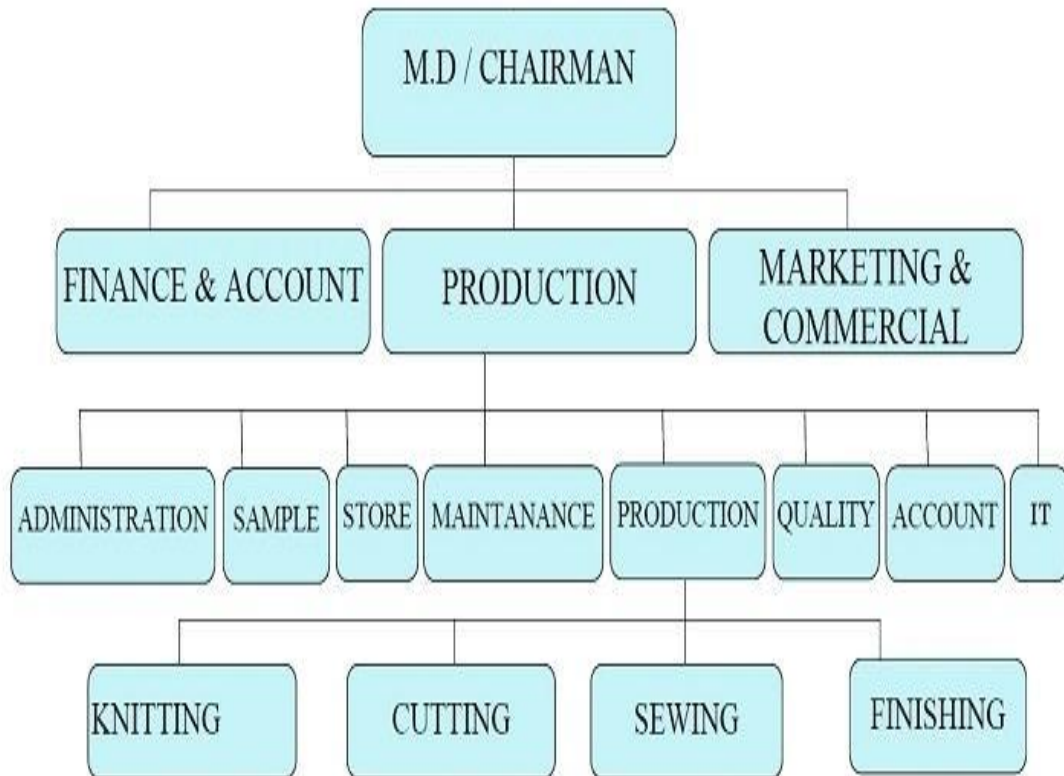 M.D / CHAIRMAN
FINANCE & ACCOUNT
PRODUCTION
MARKETING &
COMMERCIAL
ADMINISTRATION
SAMPLE
STORE
MAINTANANCE
PRODUCTION
QUALITY
ACCOUNT
IT
KNITTING
CUTTING
SEWING
FINISHING